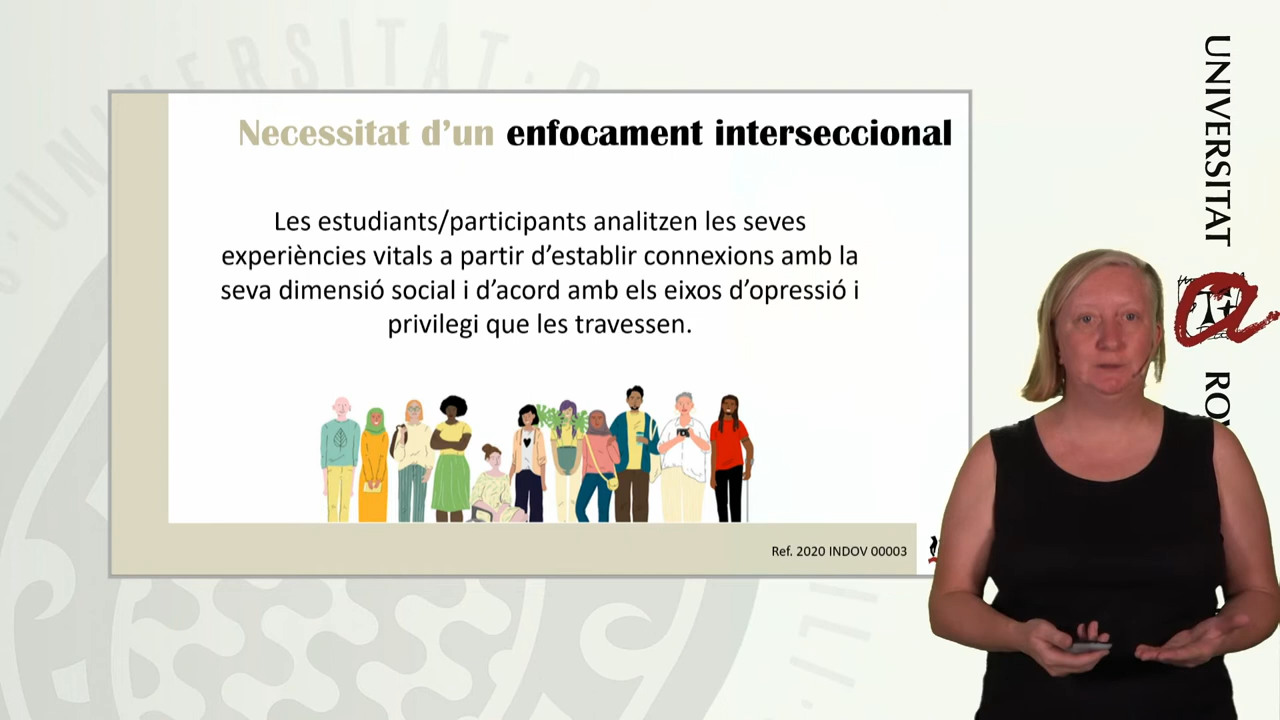 Necessitat d’un enfocament interseccional
Les estudiants/participants analitzen les seves
experiències vitals a partir d’establir connexions amb la
seva dimensió social i d’acord amb els eixos d’opressió i
privilegi que les travessen.
Ref. 2020 INDOV 00003
UNIVERSITAT